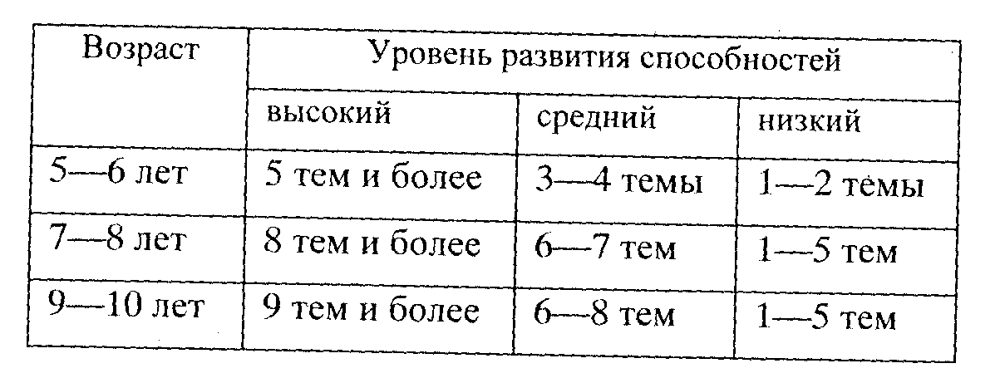 Возраст Уровень развития способностей
высокий средний низкий
5—6 лет 5 тем и более 3—4 темы 1—2 темы
7—8 лет 8 тем и более 6—7 тем 1—5 тем
9—10 лет 9 тем и более 6—8 тем 1—5 тем